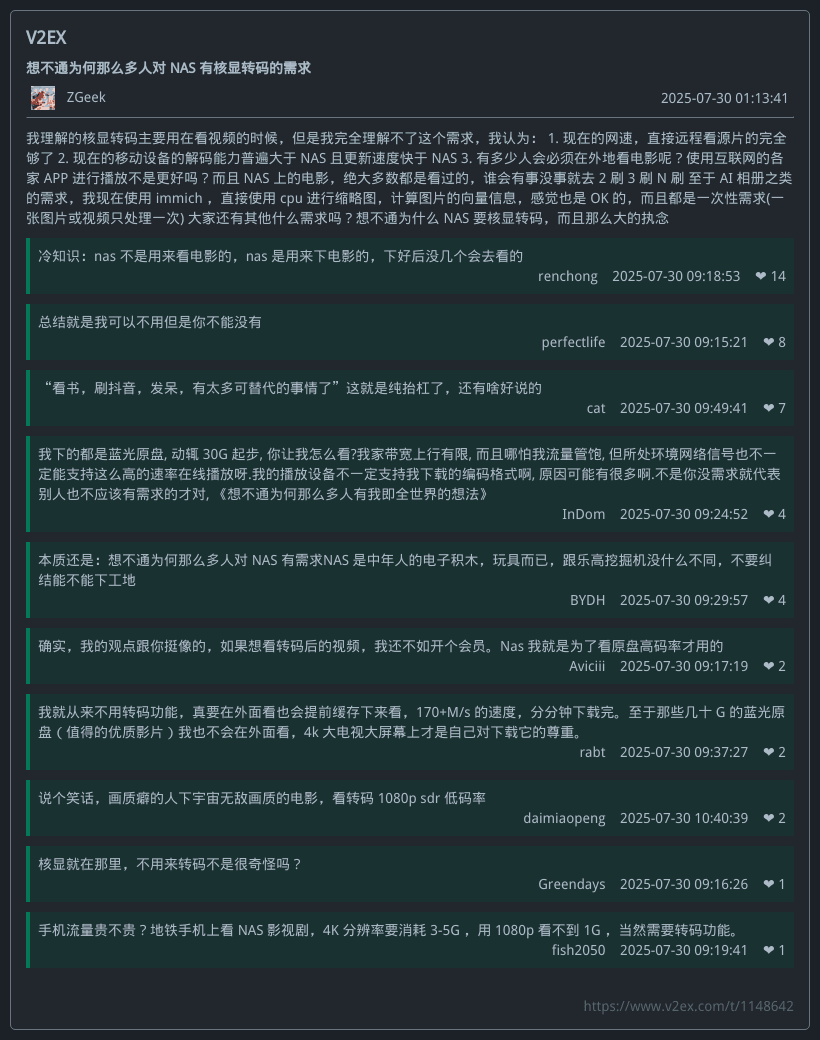 V2EX
想不通为何那么多人对 NAS 有核显转码的需求
ZGeek 2025-07-30 01:13:41
我理解的核显转码主要用在看视频的时候，但是我完全理解不了这个需求，我认为： 1. 现在的网速，直接远程看源片的完全
够了 2. 现在的移动设备的解码能力普遍大于 NAS 且更新速度快于 NAS 3. 有多少人会必须在外地看电影呢？使用互联网的各
家 APP 进行播放不是更好吗？而且 NAS 上的电影，绝大多数都是看过的，谁会有事没事就去 2 刷 3 刷 N 刷 至于 AI 相册之类
的需求，我现在使用 immich ，直接使用 cpu 进行缩略图，计算图片的向量信息，感觉也是 OK 的，而且都是一次性需求(一
张图片或视频只处理一次) 大家还有其他什么需求吗？想不通为什么 NAS 要核显转码，而且那么大的执念
冷知识：nas 不是用来看电影的，nas 是用来下电影的，下好后没几个会去看的
renchong 2025-07-30 09:18:53 ❤ 14
总结就是我可以不用但是你不能没有
perfectlife 2025-07-30 09:15:21 ❤ 8
“看书，刷抖音，发呆，有太多可替代的事情了”这就是纯抬杠了，还有啥好说的
cat 2025-07-30 09:49:41 ❤ 7
我下的都是蓝光原盘, 动辄 30G 起步, 你让我怎么看?我家带宽上行有限, 而且哪怕我流量管饱, 但所处环境网络信号也不一
定能支持这么高的速率在线播放呀.我的播放设备不一定支持我下载的编码格式啊, 原因可能有很多啊.不是你没需求就代表
别人也不应该有需求的才对, 《想不通为何那么多人有我即全世界的想法》
InDom 2025-07-30 09:24:52 ❤ 4
本质还是：想不通为何那么多人对 NAS 有需求NAS 是中年人的电子积木，玩具而已，跟乐高挖掘机没什么不同，不要纠
结能不能下工地
BYDH 2025-07-30 09:29:57 ❤ 4
确实，我的观点跟你挺像的，如果想看转码后的视频，我还不如开个会员。Nas 我就是为了看原盘高码率才用的
Aviciii 2025-07-30 09:17:19 ❤ 2
我就从来不用转码功能，真要在外面看也会提前缓存下来看，170+M/s 的速度，分分钟下载完。至于那些几十 G 的蓝光原
盘（值得的优质影片）我也不会在外面看，4k 大电视大屏幕上才是自己对下载它的尊重。
rabt 2025-07-30 09:37:27 ❤ 2
说个笑话，画质癖的人下宇宙无敌画质的电影，看转码 1080p sdr 低码率
daimiaopeng 2025-07-30 10:40:39 ❤ 2
核显就在那里，不用来转码不是很奇怪吗？
Greendays 2025-07-30 09:16:26 ❤ 1
手机流量贵不贵？地铁手机上看 NAS 影视剧，4K 分辨率要消耗 3-5G ，用 1080p 看不到 1G ，当然需要转码功能。
fish2050 2025-07-30 09:19:41 ❤ 1
https://www.v2ex.com/t/1148642